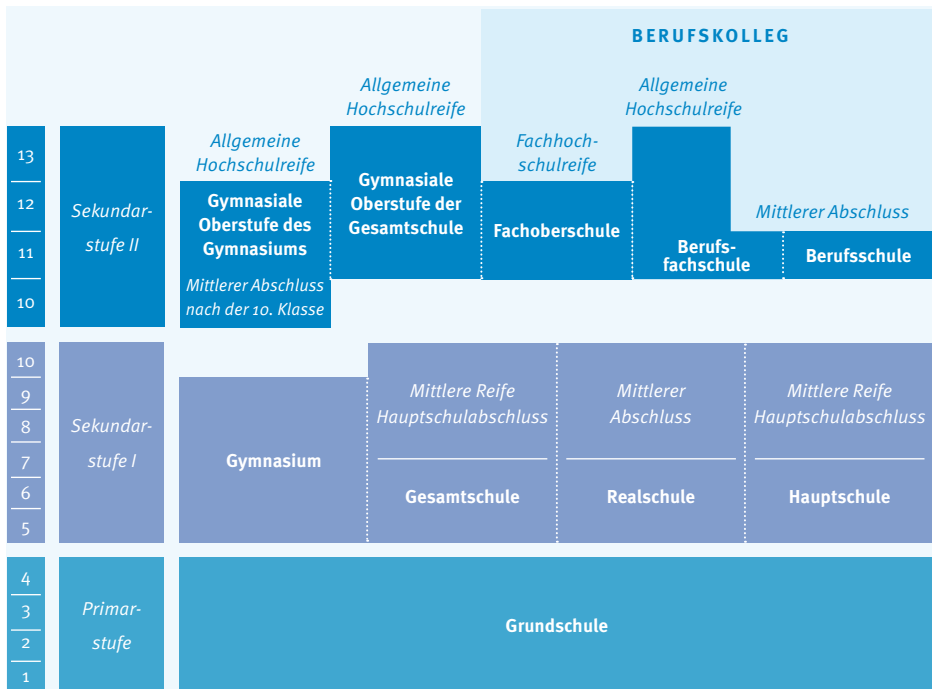 BERUFSKOLLEG
Allgemeine
Hochschulreife
Allgemeine
Hochschulreife
Allgemeine
Hochschulreife
Fachhoch-
schulreife
Mittlerer Abschluss
13
12
11
10
Sekundar-
stufe II
Gymnasiale
Oberstufe des
Gymnasiums
Mittlerer Abschluss
nach der 10. Klasse
Gymnasiale
Oberstufe der
Gesamtschule
Fachoberschule
Berufs-
fachschule
Berufsschule
10
9
8
7
6
5
Sekundar-
stufe I
Gymnasium
Mittlere Reife
Hauptschulabschluss
Gesamtschule
Mittlerer
Abschluss
Realschule
Mittlere Reife
Hauptschulabschluss
Hauptschule
4
3
2
1
Primar-
stufe
Grundschule